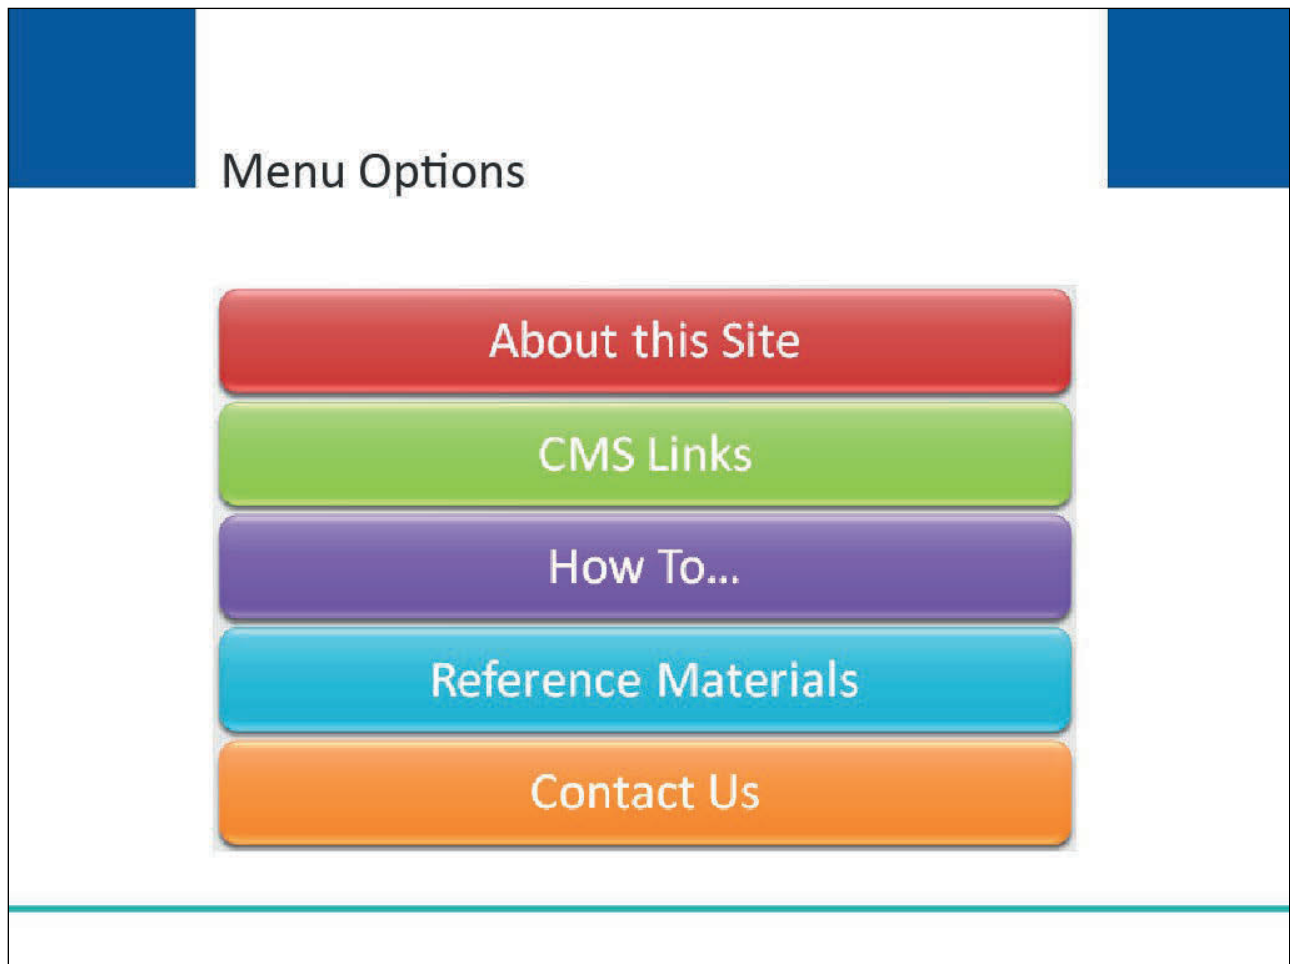 Menu Options
About this Site
CMS Links
How To...
Reference Materials
Contact Us